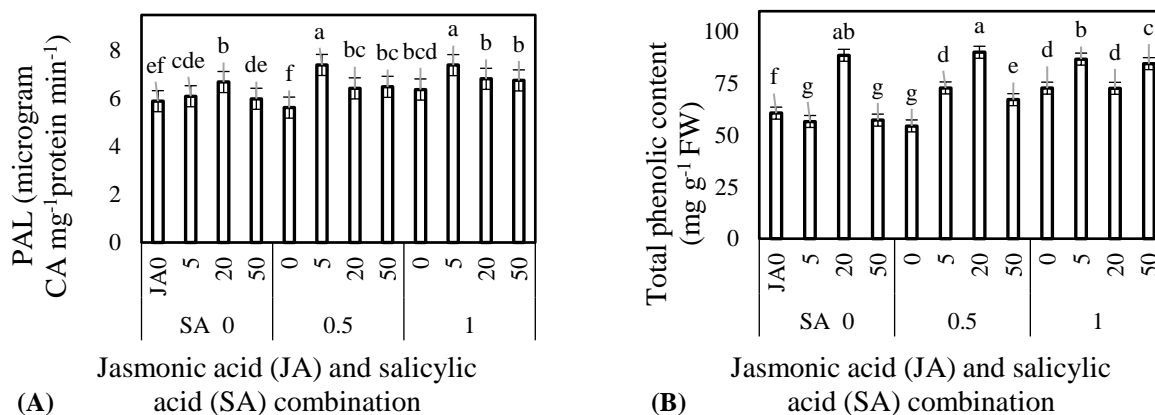 PAL (microgram
CA mg-1protein min-1)
8
6
4
2
0
ef
cde
b
de
f
a
bc
bc
bcd
a
b
b
JA0
5
20
50
0
5
20
50
0
5
20
50
SA 0
0.5
1
Jasmonic acid (JA) and salicylic
acid (SA) combination
(A)
Total phenolic content
(mg g-1 FW)
100
75
50
25
0
f
g
ab
g
g
d
a
e
d
b
d
c
JA0
5
20
50
0
5
20
50
0
5
20
50
SA 0
0.5
1
Jasmonic acid (JA) and salicylic
acid (SA) combination
(B)